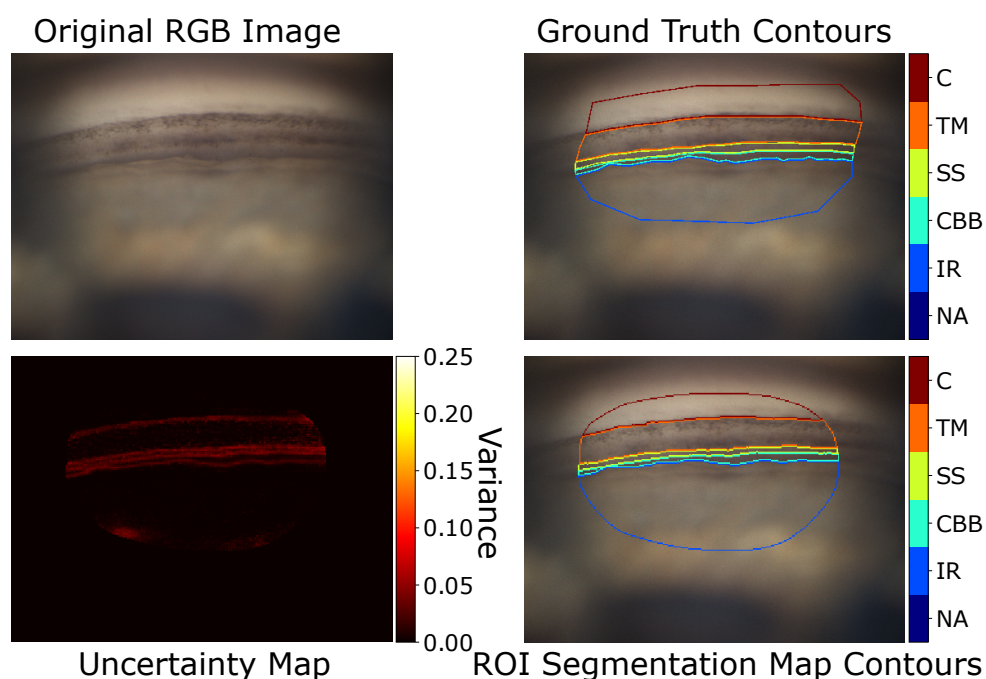 Original RGB Image
Ground Truth Contours
C
TM
SS
CBB
IR
NA
0.25
0.20
0.15
0.10
0.05
0.00
Variance
C
TM
SS
CBB
IR
NA
Uncertainty Map
ROI Segmentation Map Contours